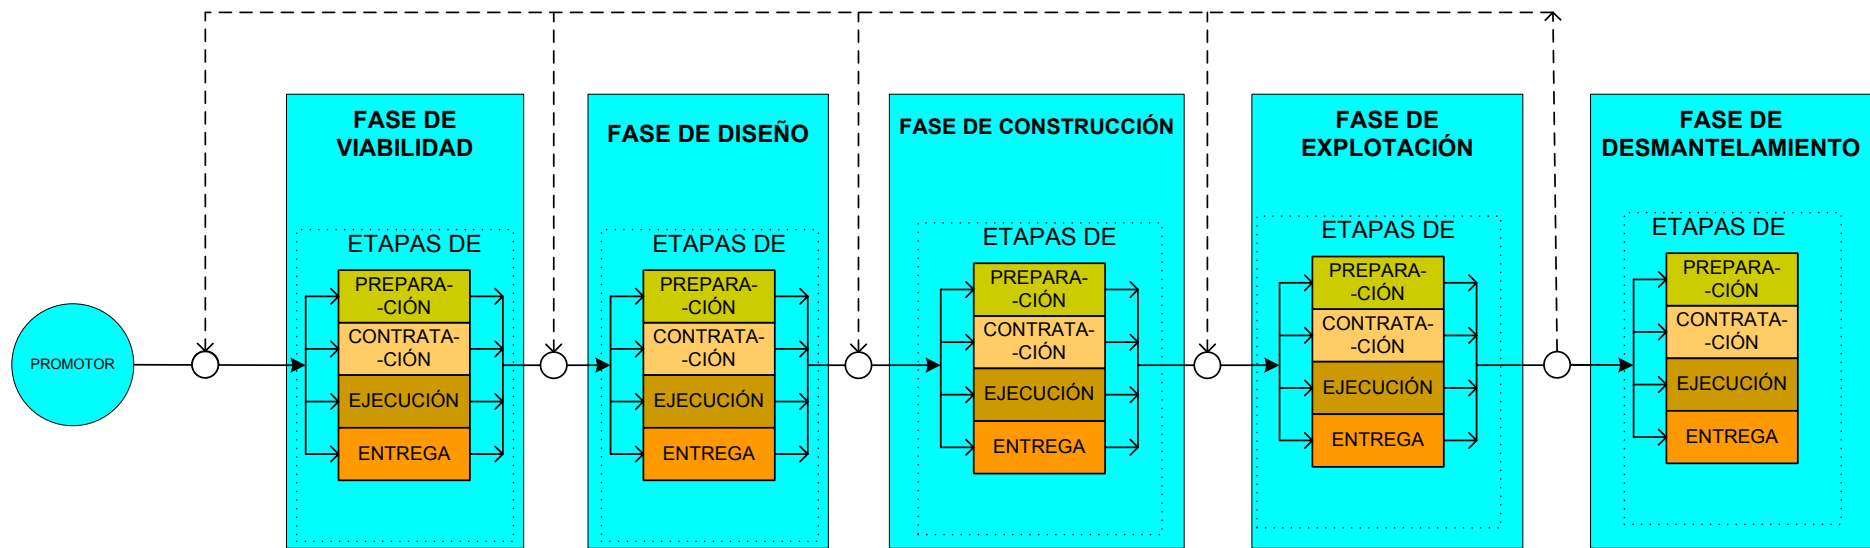 PROMOTOR
FASE DE
VIABILIDAD
ETAPAS DE
PREPARA-
-CIÓN
CONTRATA-
-CIÓN
EJECUCIÓN
ENTREGA
FASE DE DISEÑO
ETAPAS DE
PREPARA-
-CIÓN
CONTRATA-
-CIÓN
EJECUCIÓN
ENTREGA
FASE DE CONSTRUCCIÓN
ETAPAS DE
PREPARA-
-CIÓN
CONTRATA-
-CIÓN
EJECUCIÓN
ENTREGA
FASE DE
EXPLOTACIÓN
ETAPAS DE
PREPARA-
-CIÓN
CONTRATA-
-CIÓN
EJECUCIÓN
ENTREGA
FASE DE
DESMANTELAMIENTO
ETAPAS DE
PREPARA-
-CIÓN
CONTRATA-
-CIÓN
EJECUCIÓN
ENTREGA